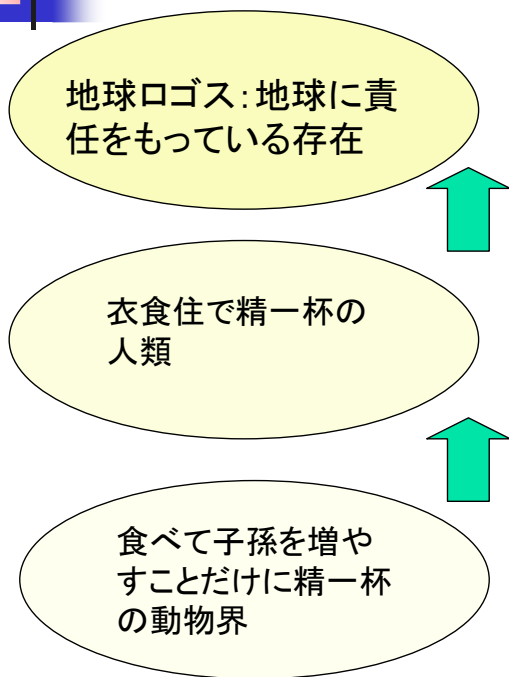 地球ロゴス：地球に責
任をもっている存在
衣食住で精一杯の
人類
食べて子孫を増や
すことだけに精一杯
の動物界